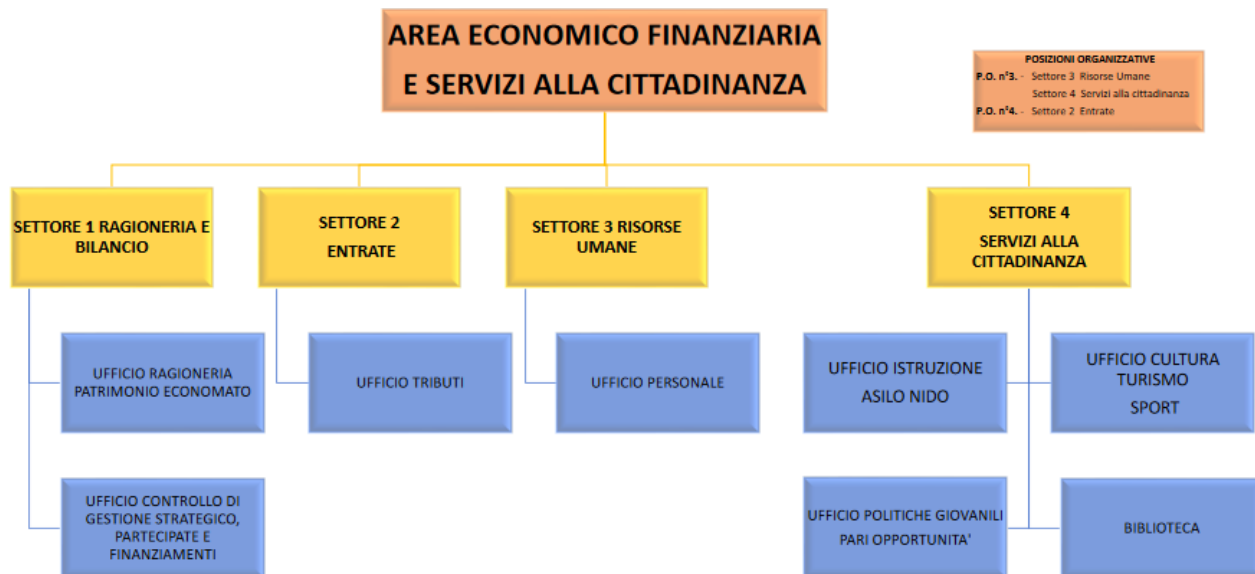 AREA ECONOMICO FINANZIARIA
E SERVIZI ALLA CITTADINANZA
POSIZIONI ORGANIZZATIVE
P.O. n°3. - Settore 3 Risorse Umane
Settore 4 Servizi alla cittadinanza
P.O. n°4. - Settore 2 Entrate
SETTORE 1 RAGIONERIA E
BILANCIO
SETTORE 2
ENTRATE
SETTORE 3 RISORSE
UMANE
SETTORE 4
SERVIZI ALLA
CITTADINANZA
UFFICIO RAGIONERIA
PATRIMONIO ECONOMATO
UFFICIO TRIBUTI
UFFICIO PERSONALE
UFFICIO ISTRUZIONE
ASILO NIDO
UFFICIO CULTURA
TURISMO
SPORT
UFFICIO CONTROLLO DI
GESTIONE STRATEGICO,
PARTECIPATE E
FINANZIAMENTI
UFFICIO POLITICHE GIOVANILI
PARI OPPORTUNITA'
BIBLIOTECA